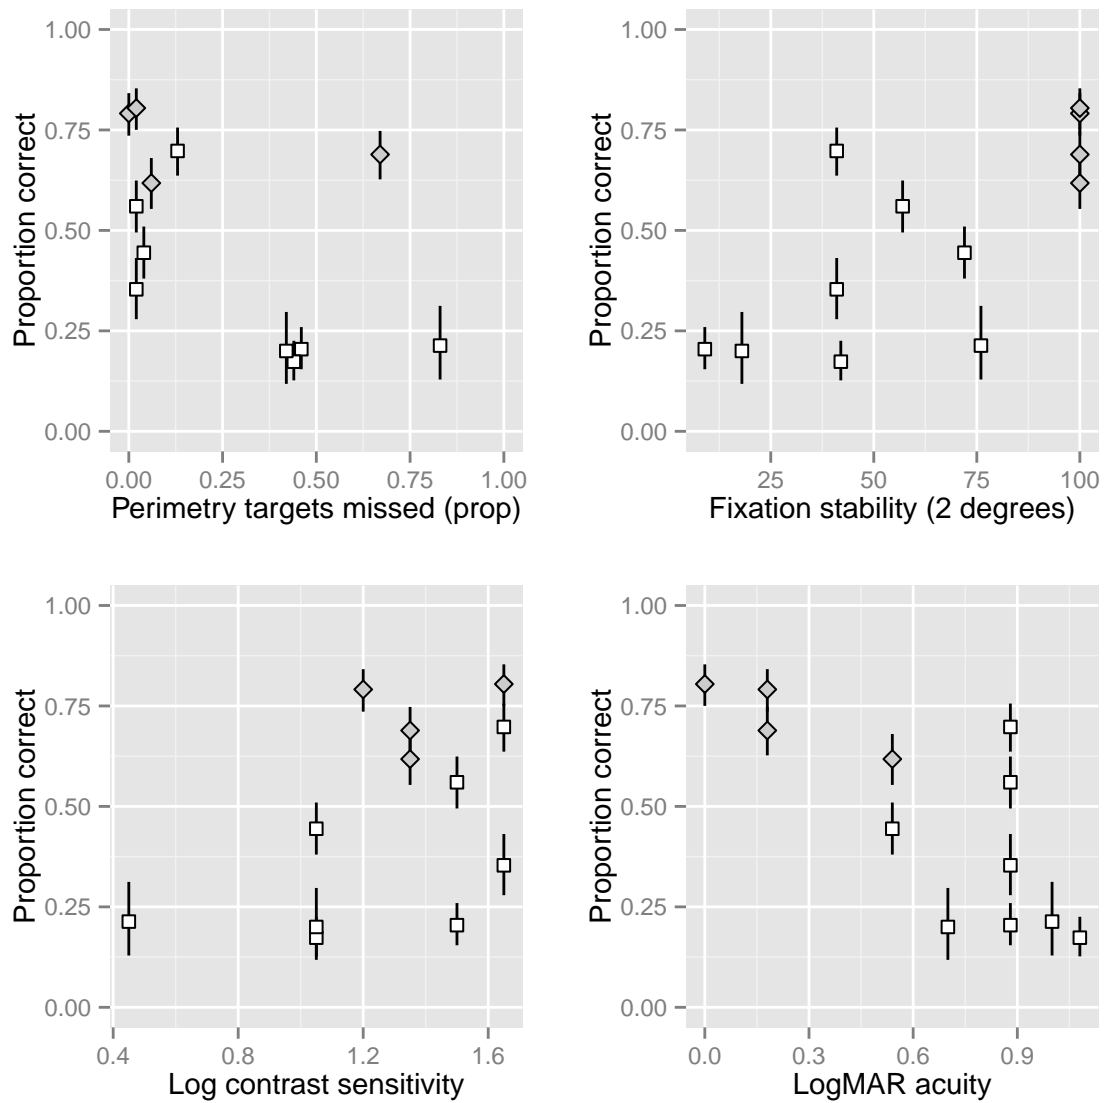 1.00
0.75
0.50
0.25
0.00
Proportion correct
0.00 0.25 0.50 0.75 1.00
Perimetry targets missed (prop)
1.00
0.75
0.50
0.25
0.00
Proportion correct
25 50 75 100
Fixation stability (2 degrees)
1.00
0.75
0.50
0.25
0.00
Proportion correct
0.4 0.8 1.2 1.6
Log contrast sensitivity
1.00
0.75
0.50
0.25
0.00
Proportion correct
0.0 0.3 0.6 0.9
LogMAR acuity